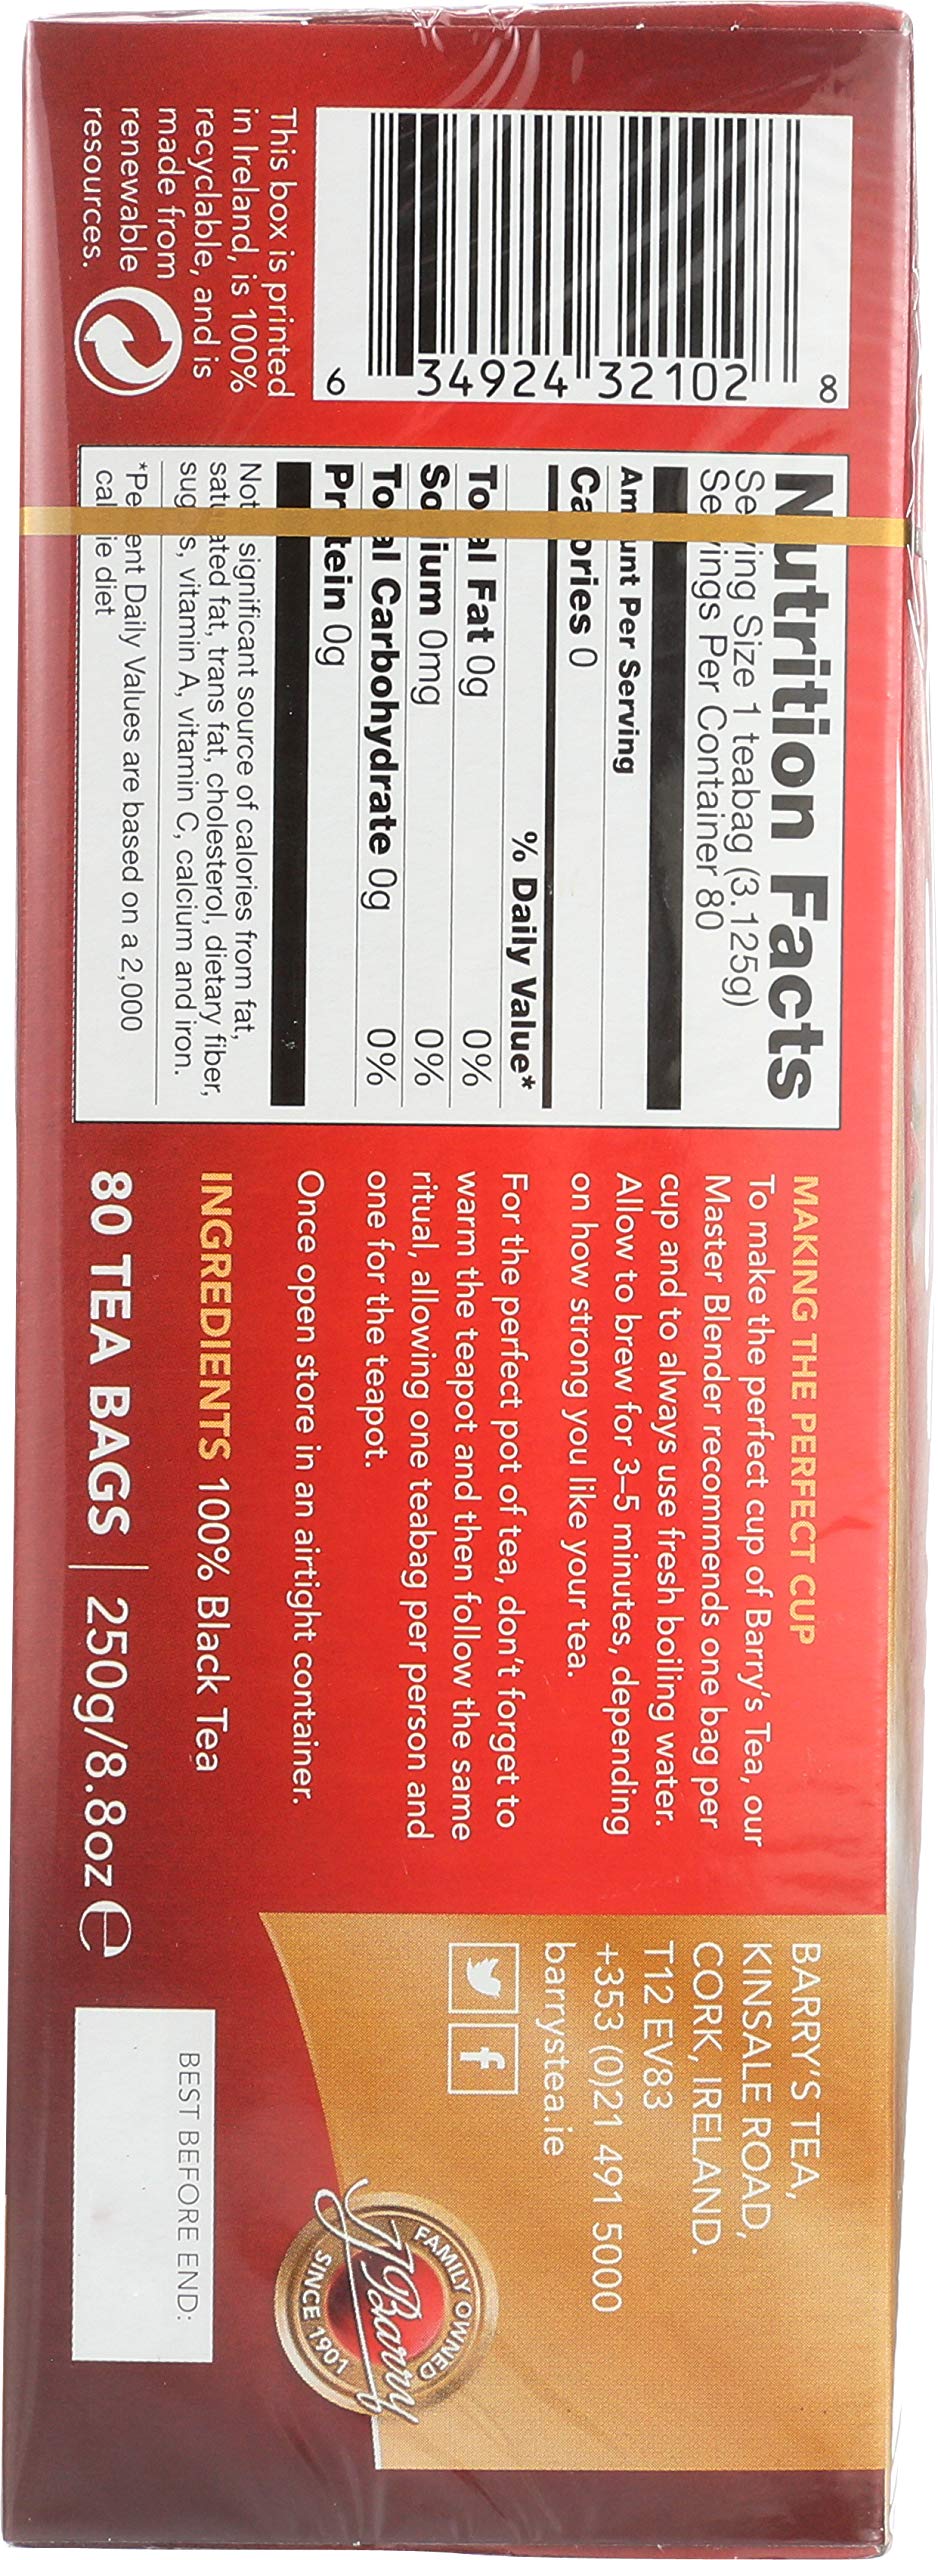 8
34924 32102
6
This box is printed
in Ireland, is 100%
recyclable, and is
made from
renewable
resources.
Nutrition Facts
Serving Size 1 teabag (3.125g)
Servings Per Container 80
Amount Per Serving
Calories 0
% Daily Value*
Total Fat 0g 0%
Sodium 0mg 0%
Total Carbohydrate 0g 0%
Protein 0g
Not significant source of calories from fat,
saturated fat, trans fat, cholesterol, dietary fiber,
sugars, vitamin A, vitamin C, calcium and iron.
*Percent Daily Values are based on a 2,000
calorie diet
MAKING THE PERFECT CUP
To make the perfect cup of Barry's Tea, our
Master Blender recommends one bag per
cup and to always use fresh boiling water.
Allow to brew for 3–5 minutes, depending
on how strong you like your tea.
For the perfect pot of tea, don't forget to
warm the teapot and then follow the same
ritual, allowing one teabag per person and
one for the teapot.
Once open store in an airtight container.
INGREDIENTS 100% Black Tea
80 TEA BAGS | 250g/8.8oz ℮
BARRY'S TEA,
KINSALE ROAD,
CORK, IRELAND.
T12 EV83
+353 (0)21 491 5000
barrystea.ie
FAMILY OWNED
Barry
SINCE 1901
BEST BEFORE END: